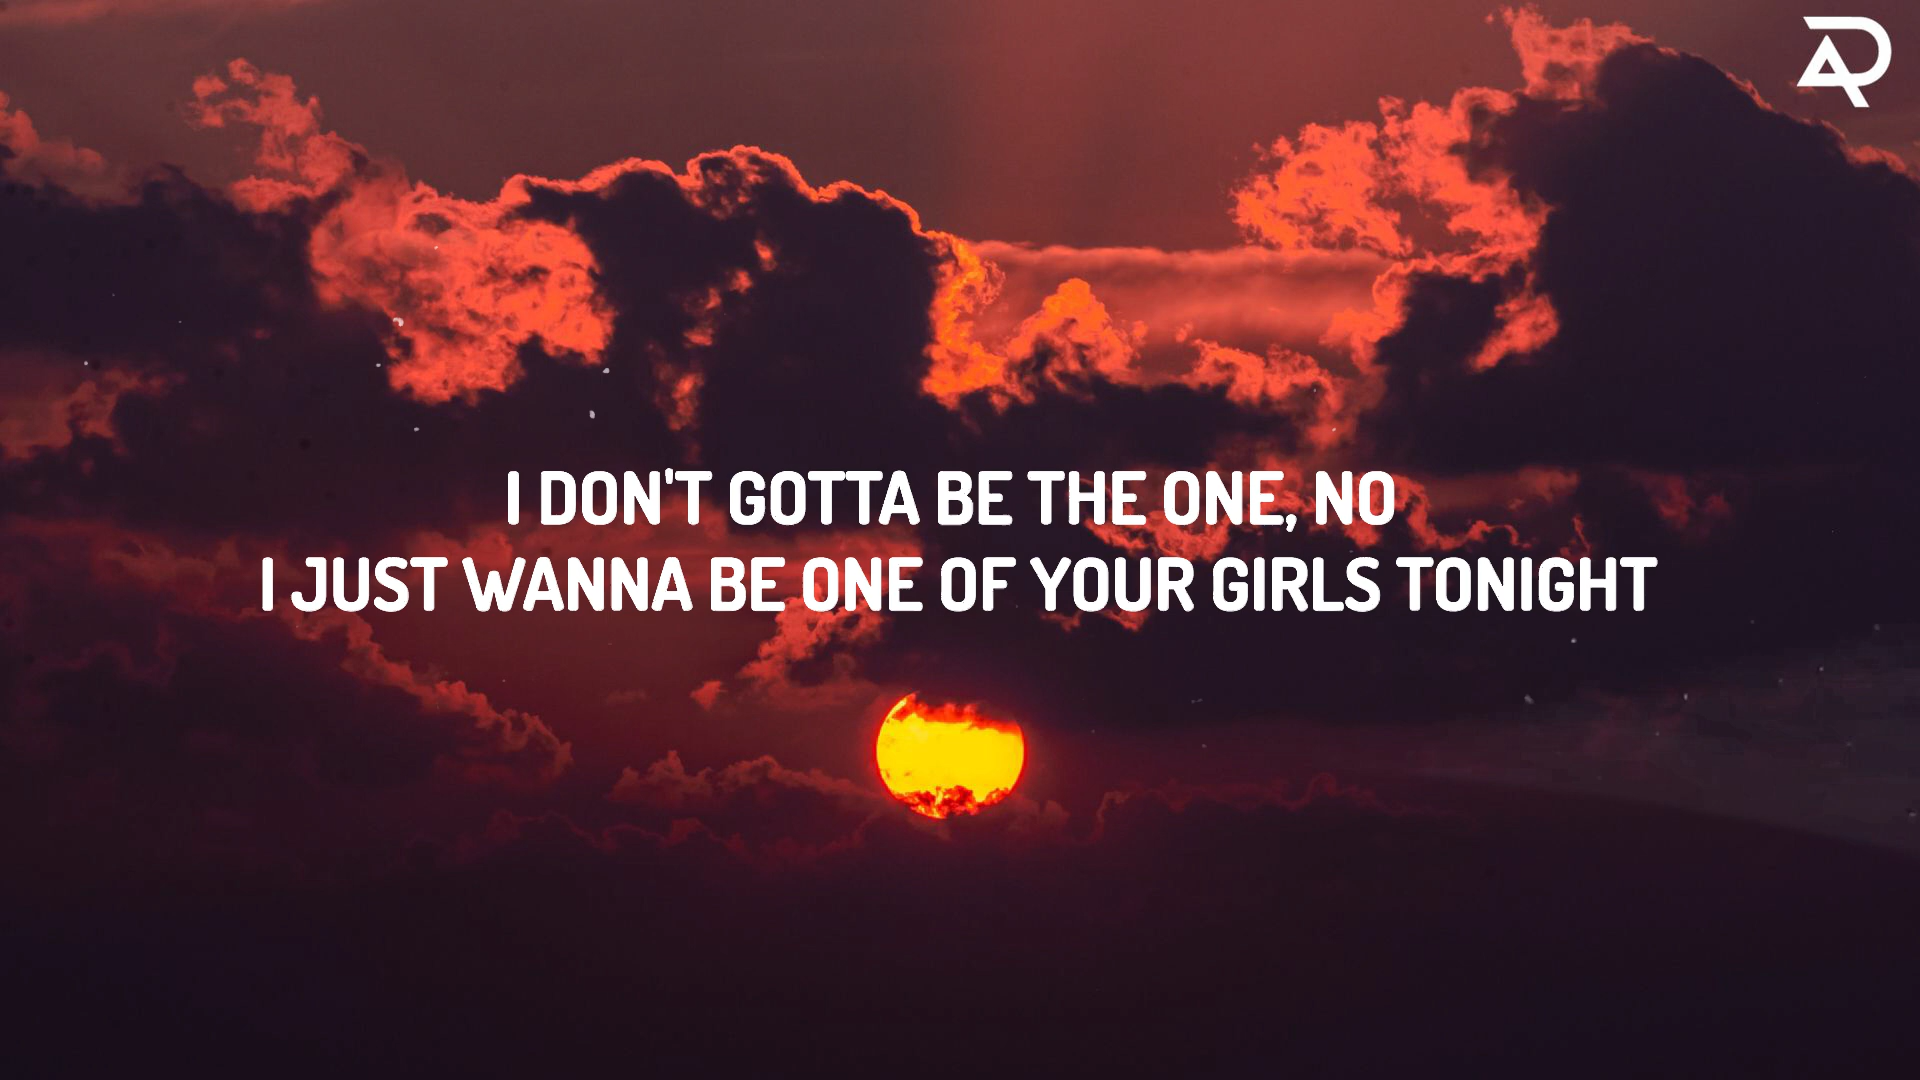 I DON'T GOTTA BE THE ONE, NO
I JUST WANNA BE ONE OF YOUR GIRLS TONIGHT